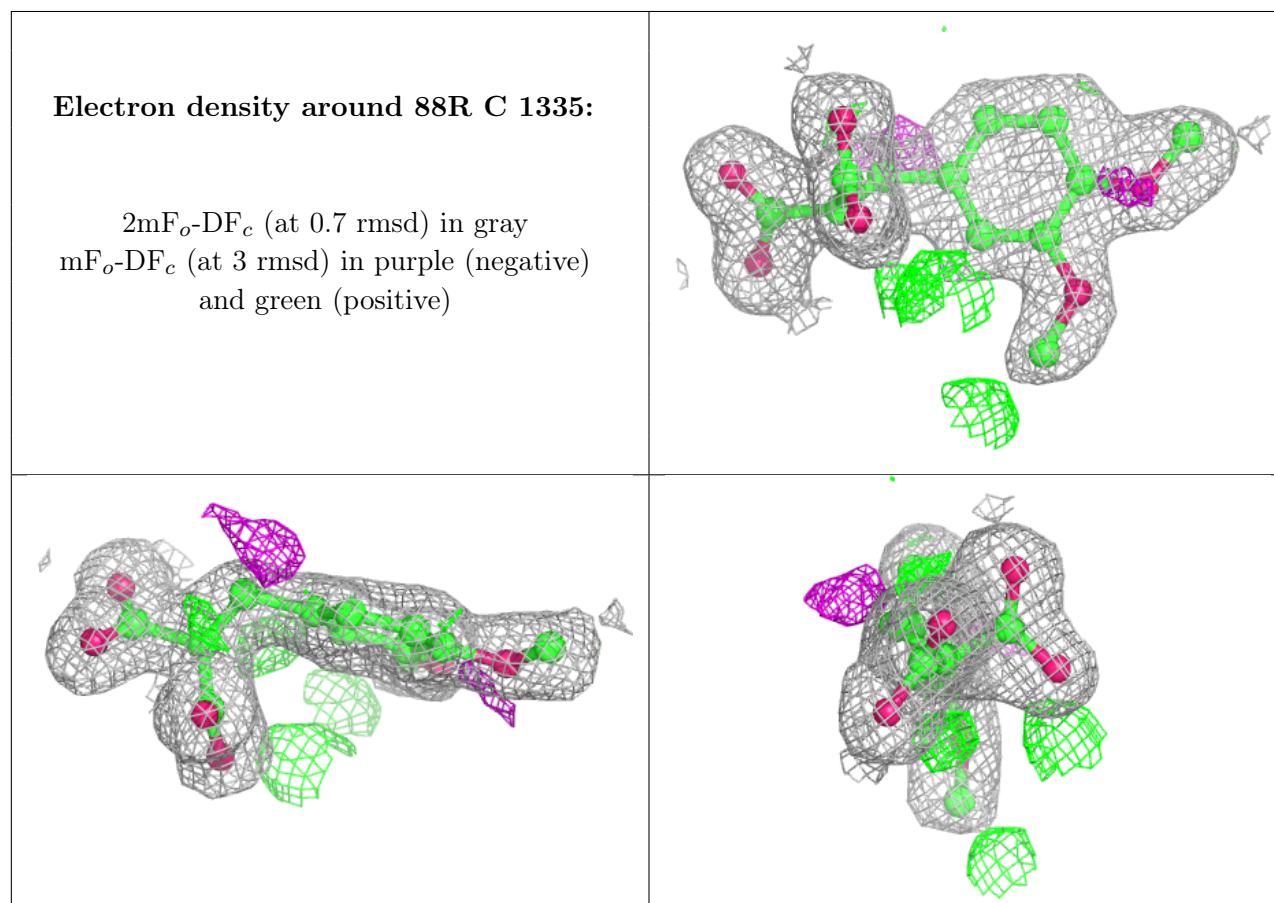 Electron density around 88R C 1335:
2mFo-DFc (at 0.7 rmsd) in gray
mFo-DFc (at 3 rmsd) in purple (negative)
and green (positive)